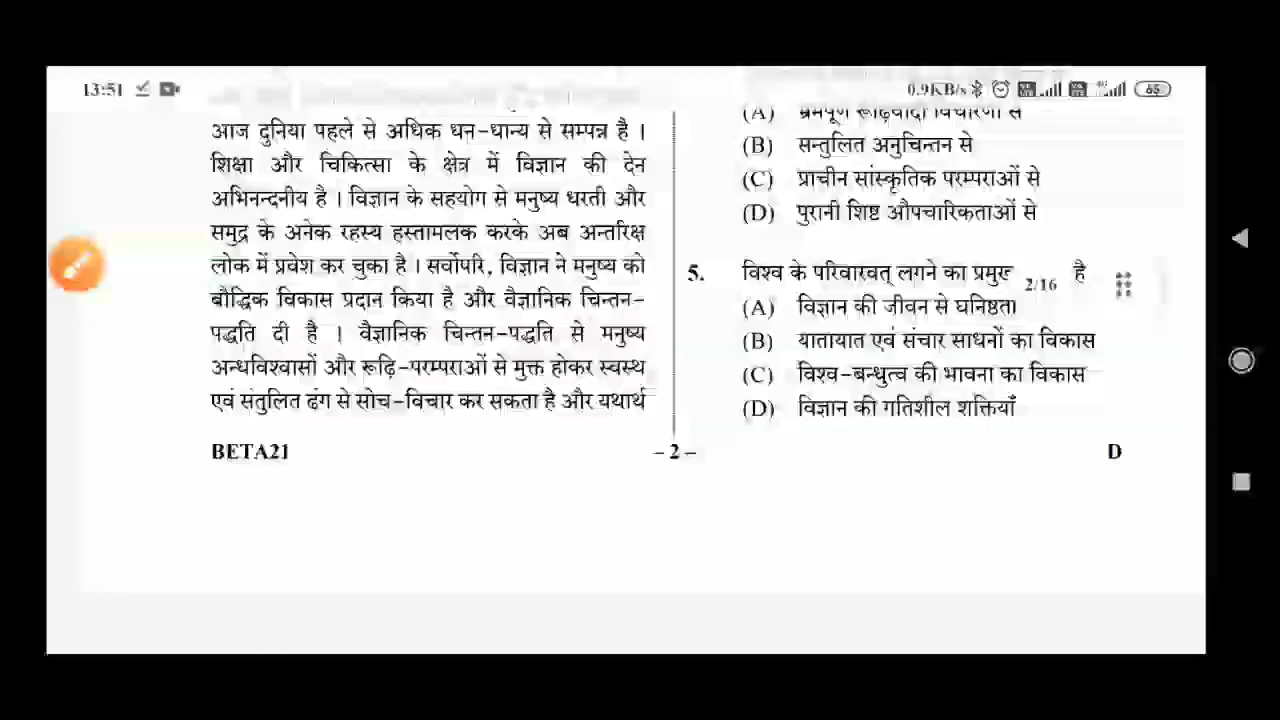 13:51
0.9KB/s
65
आज दुनिया पहले से अधिक धन-धान्य से सम्पन्न है ।
शिक्षा और चिकित्सा के क्षेत्र में विज्ञान की देन
अभिनन्दनीय है । विज्ञान के सहयोग से मनुष्य धरती और
समुद्र के अनेक रहस्य हस्तामलक करके अब अन्तरिक्ष
लोक में प्रवेश कर चुका है । सर्वोपरि, विज्ञान ने मनुष्य को
बौद्धिक विकास प्रदान किया है और वैज्ञानिक चिन्तन-
पद्धति दी है । वैज्ञानिक चिन्तन-पद्धति से मनुष्य
अन्धविश्वासों और रूढ़ि-परम्पराओं से मुक्त होकर स्वस्थ
एवं संतुलित ढंग से सोच-विचार कर सकता है और यथार्थ
(A) भ्रमपूर्ण रूढ़िवादी विचारणा से
(B) सन्तुलित अनुचिन्तन से
(C) प्राचीन सांस्कृतिक परम्पराओं से
(D) पुरानी शिष्ट औपचारिकताओं से
5. विश्व के परिवारवत् लगने का प्रमुख है
2/16
(A) विज्ञान की जीवन से घनिष्ठता
(B) यातायात एवं संचार साधनों का विकास
(C) विश्व-बन्धुत्व की भावना का विकास
(D) विज्ञान की गतिशील शक्तियाँ
BETA21
– 2 –
D